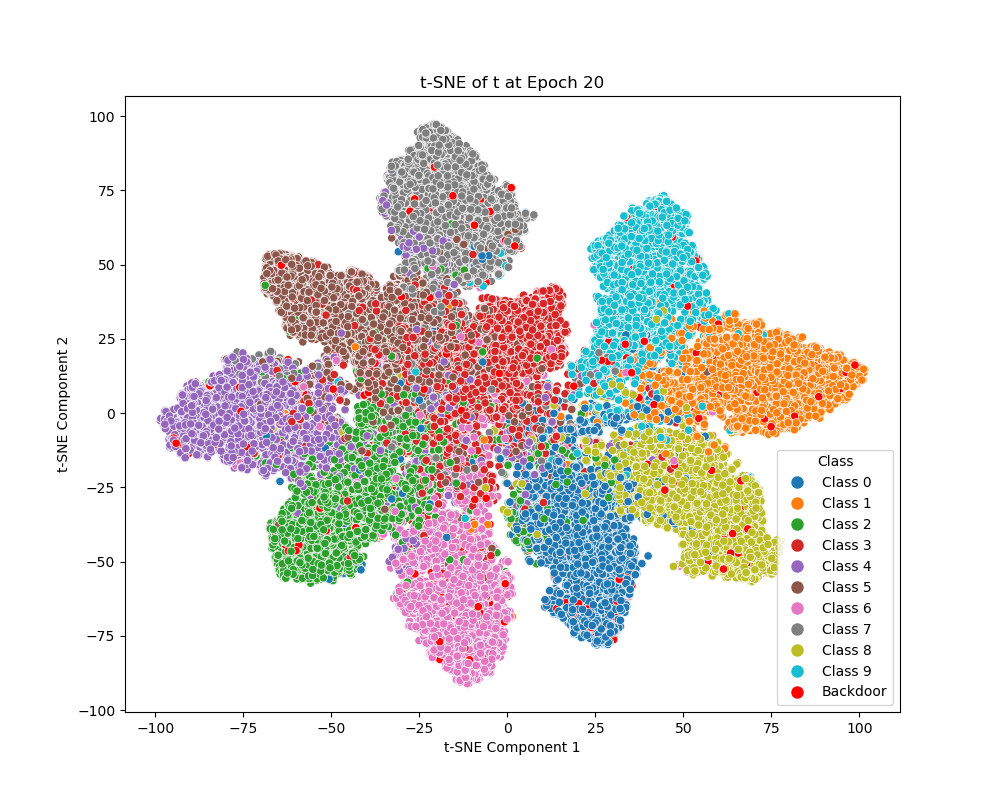 t-SNE of t at Epoch 20
t-SNE Component 2
100
75
50
25
0
−25
−50
−75
−100
−100
−75
−50
−25
0
25
50
75
100
t-SNE Component 1
Class
Class 0
Class 1
Class 2
Class 3
Class 4
Class 5
Class 6
Class 7
Class 8
Class 9
Backdoor